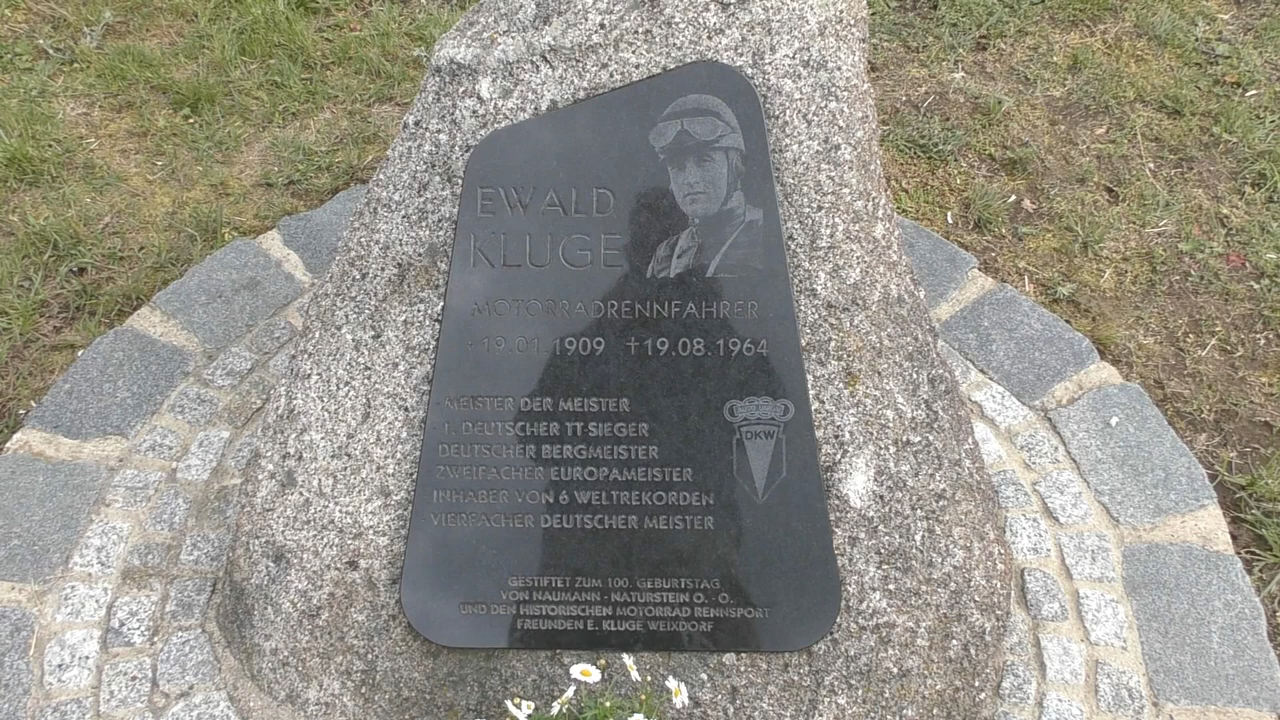 EWALD
KLUGE
MOTORRADRENNFAHRER
* 19.01.1909 †19.08.1964
- MEISTER DER MEISTER
- 1. DEUTSCHER TT-SIEGER
- DEUTSCHER BERGMEISTER
- ZWEIFACHER EUROPAMEISTER
- INHABER VON 6 WELTREKORDEN
- VIERFACHER DEUTSCHER MEISTER
DKW
GESTIFTET ZUM 100. GEBURTSTAG
VON NAUMANN - NATURSTEIN O. - O.
UND DEN HISTORISCHEN MOTORRAD RENNSPORT
FREUNDEN E. KLUGE WEIXDORF